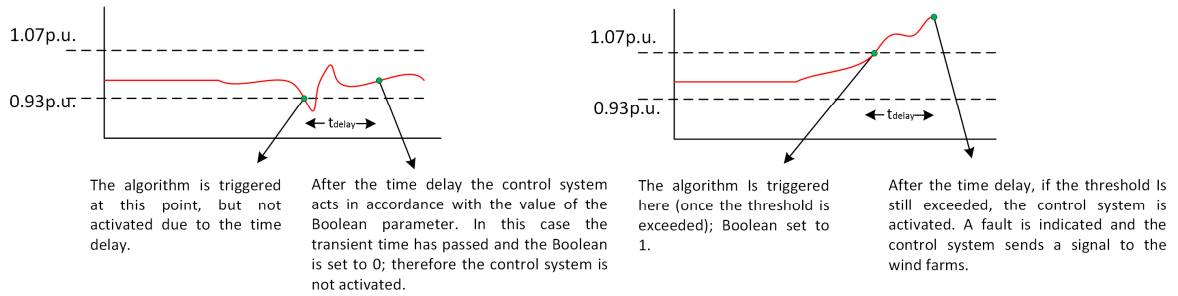 1.07p.u.
0.93p.u.
tdelay
The algorithm is triggered
at this point, but not
activated due to the time
delay.
After the time delay the control system
acts in accordance with the value of the
Boolean parameter. In this case the
transient time has passed and the Boolean
is set to 0; therefore the control system is
not activated.
1.07p.u.
0.93p.u.
tdelay
The algorithm Is triggered
here (once the threshold is
exceeded); Boolean set to
1.
After the time delay, if the threshold Is
still exceeded, the control system is
activated. A fault is indicated and the
control system sends a signal to the
wind farms.